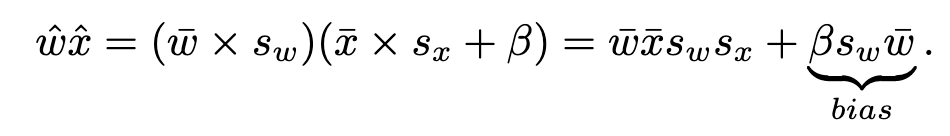 ŵx̂ = (w̄ × s_w)(x̄ × s_x + β) = w̄x̄s_ws_x + βs_ww̄.
bias